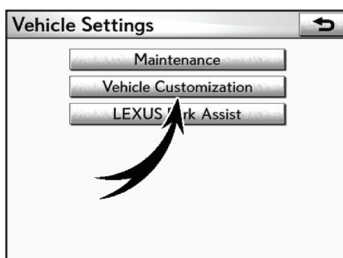 Vehicle Settings
Maintenance
Vehicle Customization
LEXUS Assist